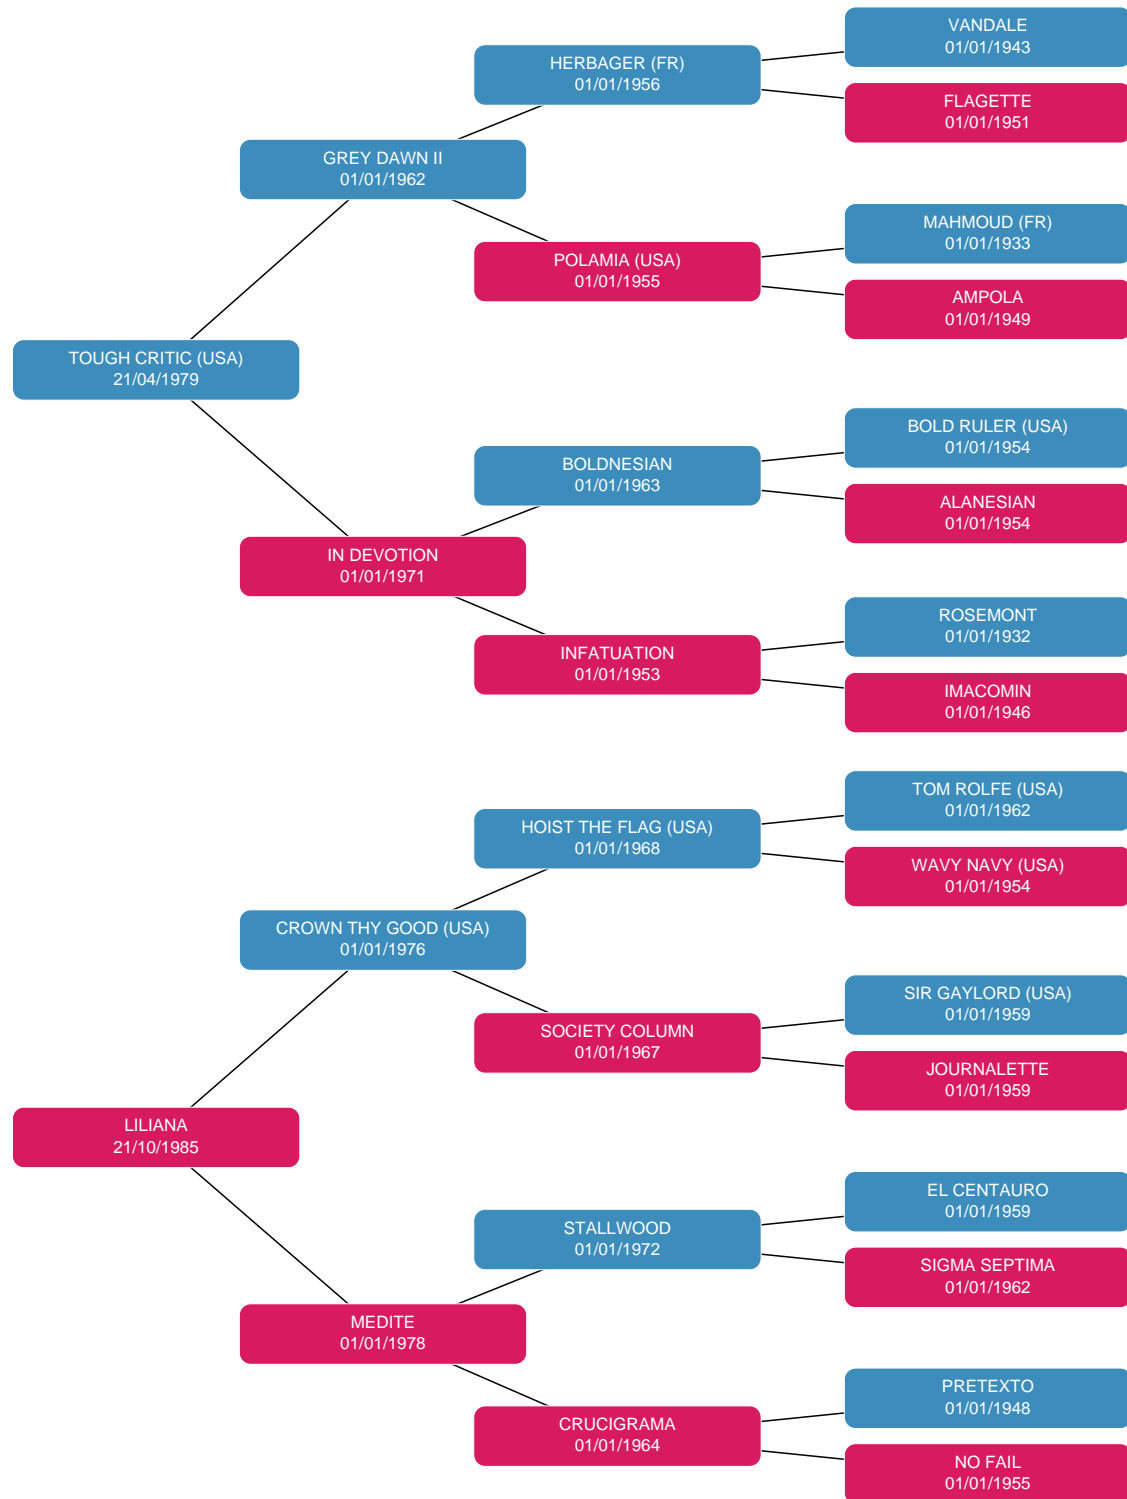 VANDALE
01/01/1943
HERBAGER (FR)
01/01/1956
FLAGETTE
01/01/1951
GREY DAWN II
01/01/1962
MAHMOUD (FR)
01/01/1933
POLAMIA (USA)
01/01/1955
AMPOLA
01/01/1949
TOUGH CRITIC (USA)
21/04/1979
BOLD RULER (USA)
01/01/1954
BOLDNESIAN
01/01/1963
ALANESIAN
01/01/1954
IN DEVOTION
01/01/1971
ROSEMONT
01/01/1932
INFATUATION
01/01/1953
IMACOMIN
01/01/1946
TOM ROLFE (USA)
01/01/1962
HOIST THE FLAG (USA)
01/01/1968
WAVY NAVY (USA)
01/01/1954
CROWN THY GOOD (USA)
01/01/1976
SIR GAYLORD (USA)
01/01/1959
SOCIETY COLUMN
01/01/1967
JOURNALETTE
01/01/1959
LILIANA
21/10/1985
EL CENTAURO
01/01/1959
STALLWOOD
01/01/1972
SIGMA SEPTIMA
01/01/1962
MEDITE
01/01/1978
PRETEXTO
01/01/1948
CRUCIGRAMA
01/01/1964
NO FAIL
01/01/1955